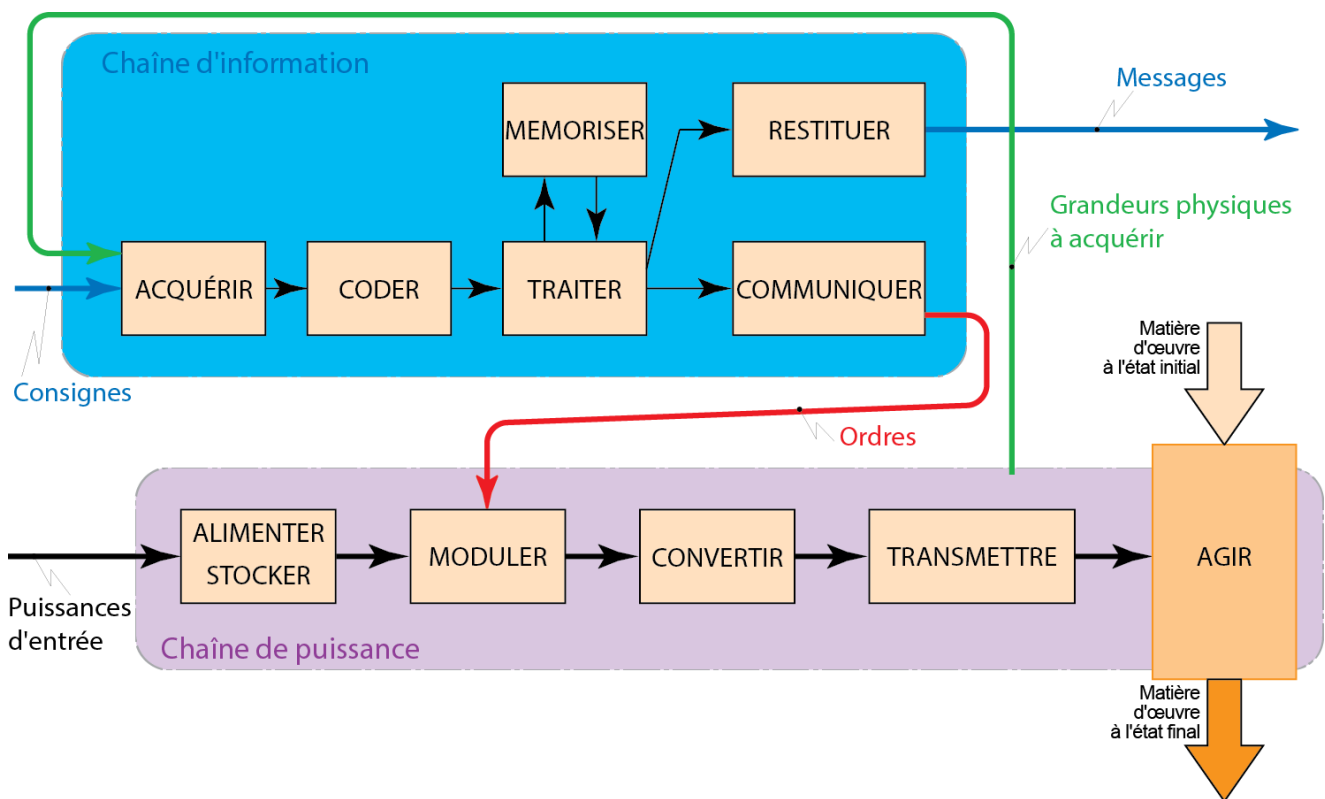 Chaîne d'information
Messages
MEMORISER
RESTITUER
Grandeurs physiques
à acquérir
ACQUÉRIR
CODER
TRAITER
COMMUNIQUER
Consignes
Matière
d'œuvre
à l'état initial
Ordres
ALIMENTER
STOCKER
MODULER
CONVERTIR
TRANSMETTRE
AGIR
Puissances
d'entrée
Chaîne de puissance
Matière
d'œuvre
à l'état final